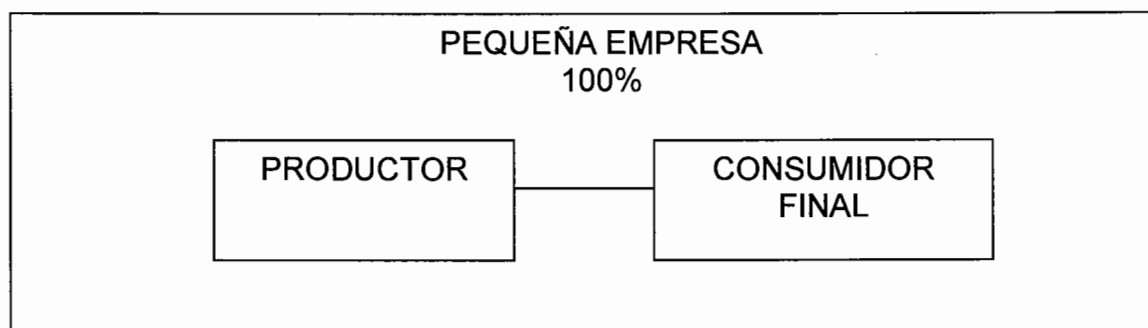 PEQUEÑA EMPRESA
100%
PRODUCTOR
CONSUMIDOR
FINAL